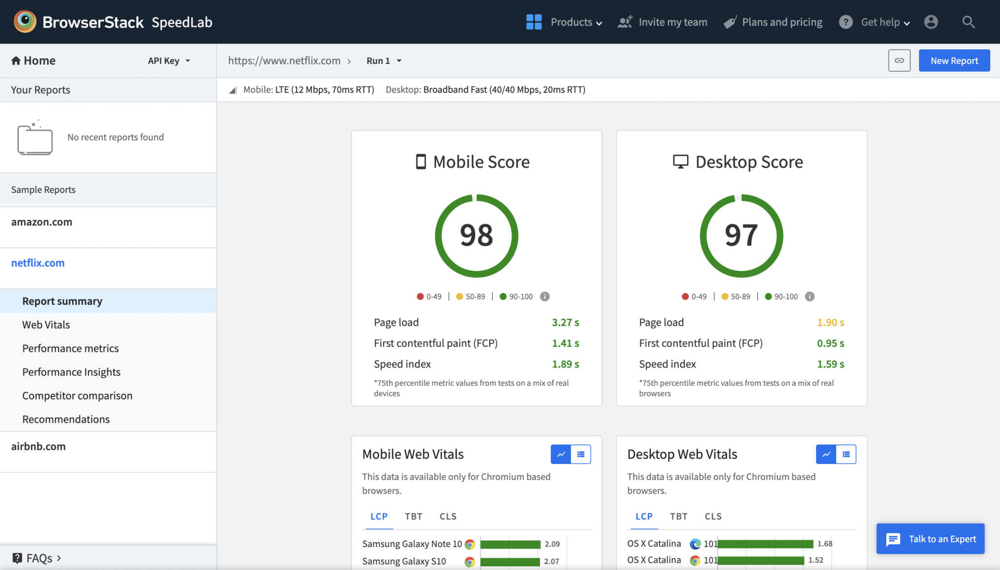 BrowserStack SpeedLab
Products
Invite my team
Plans and pricing
? Get help
Home
API Key
https://www.netflix.com > Run 1
New Report
Your Reports
Mobile: LTE (12 Mbps, 70ms RTT) Desktop: Broadband Fast (40/40 Mbps, 20ms RTT)
No recent reports found
Sample Reports
amazon.com
netflix.com
Report summary
Web Vitals
Performance metrics
Performance Insights
Competitor comparison
Recommendations
airbnb.com
? FAQs >
Mobile Score
98
0-49 | 50-89 | 90-100 i
Page load 3.27 s
First contentful paint (FCP) 1.41 s
Speed index 1.89 s
*75th percentile metric values from tests on a mix of real
devices
Desktop Score
97
0-49 | 50-89 | 90-100 i
Page load 1.90 s
First contentful paint (FCP) 0.95 s
Speed index 1.59 s
*75th percentile metric values from tests on a mix of real
browsers
Mobile Web Vitals
This data is available only for Chromium based
browsers.
LCP TBT CLS
Samsung Galaxy Note 10 2.09
Samsung Galaxy S10 2.07
Desktop Web Vitals
This data is available only for Chromium based
browsers.
LCP TBT CLS
OS X Catalina 101 1.68
OS X Catalina 101 1.52
Talk to an Expert